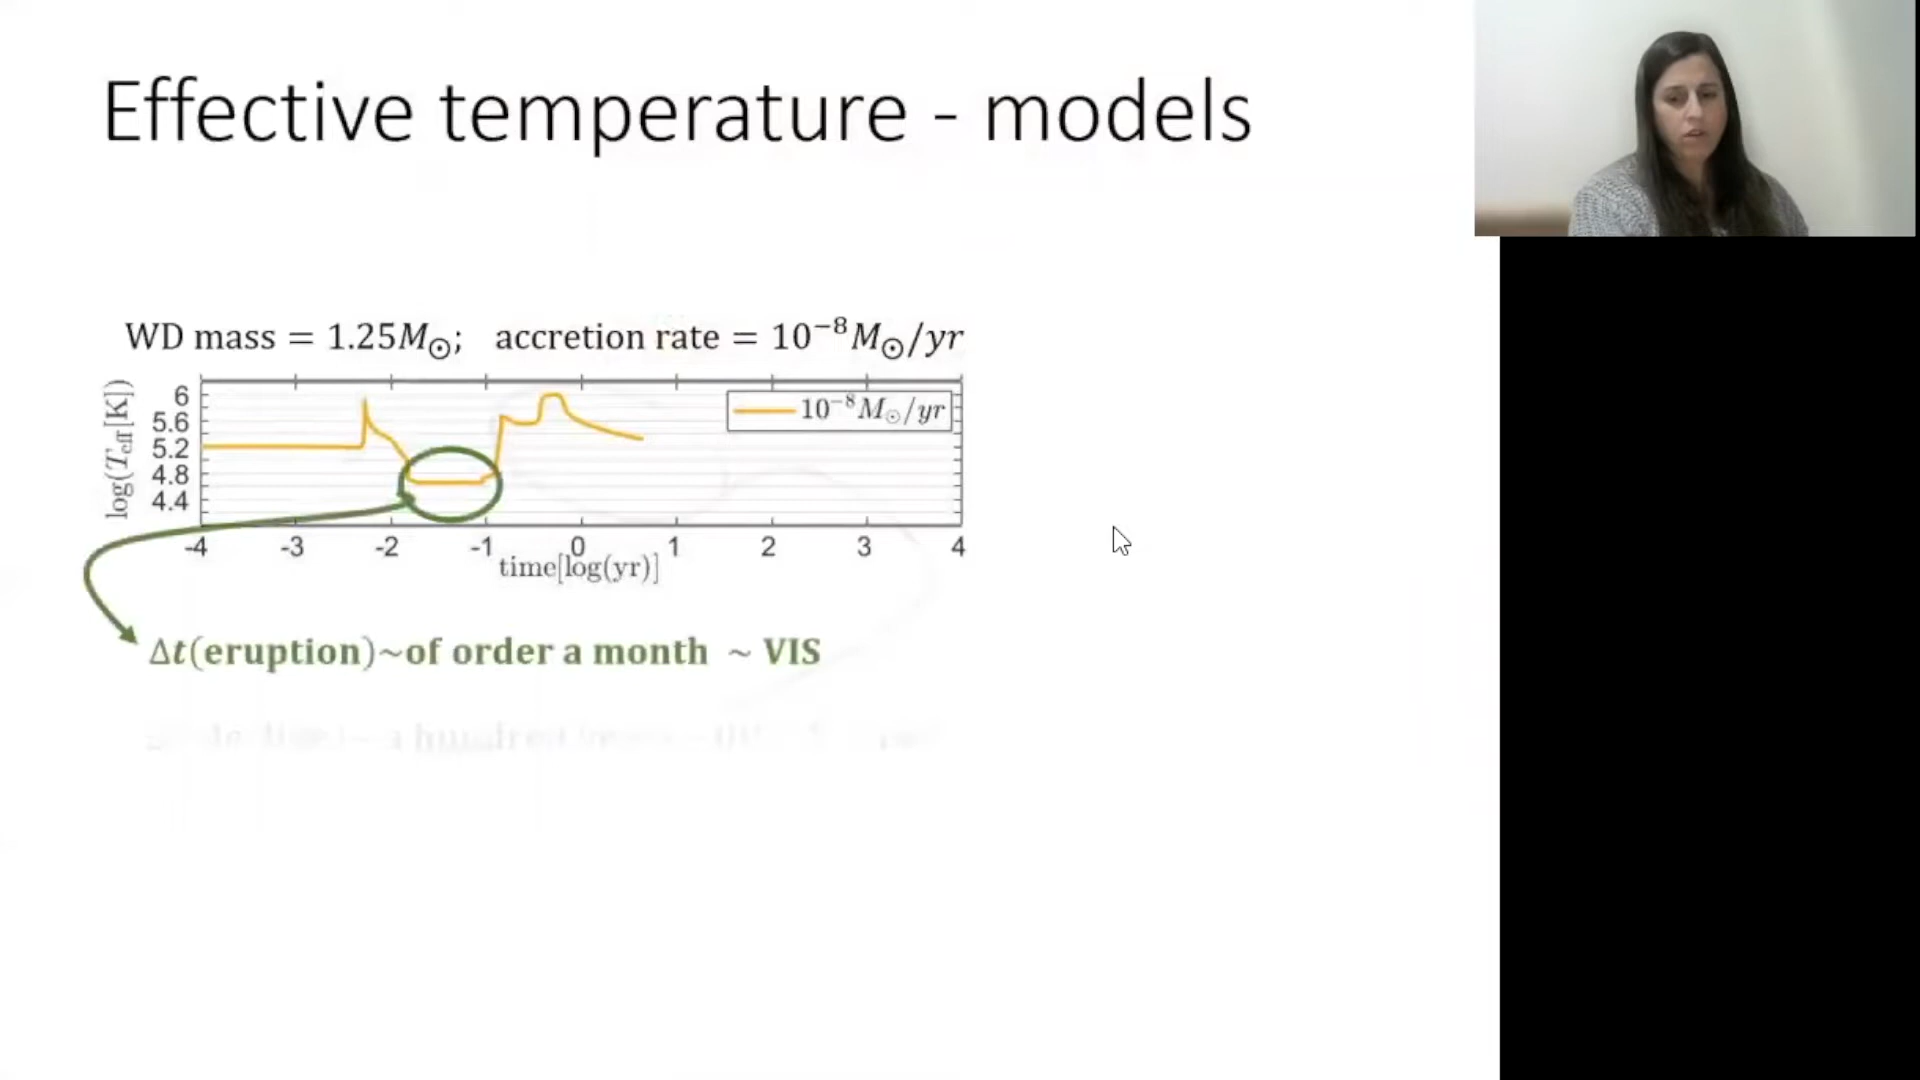 Effective temperature - models
WD mass = 1.25M⊙; accretion rate = 10⁻⁸M⊙/yr
log(T_eff[K])
6
5.6
5.2
4.8
4.4
10⁻⁸M⊙/yr
-4 -3 -2 -1 0 1 2 3 4
time[log(yr)]
Δt(eruption)~of order a month ~ VIS
a hundred